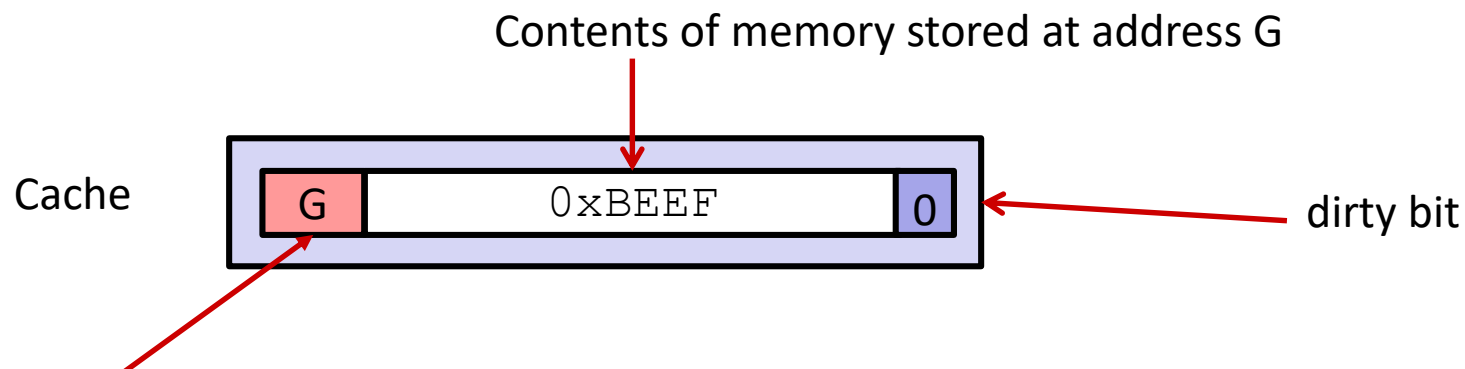 Contents of memory stored at address G
Cache
G
0xBEEF
0
dirty bit